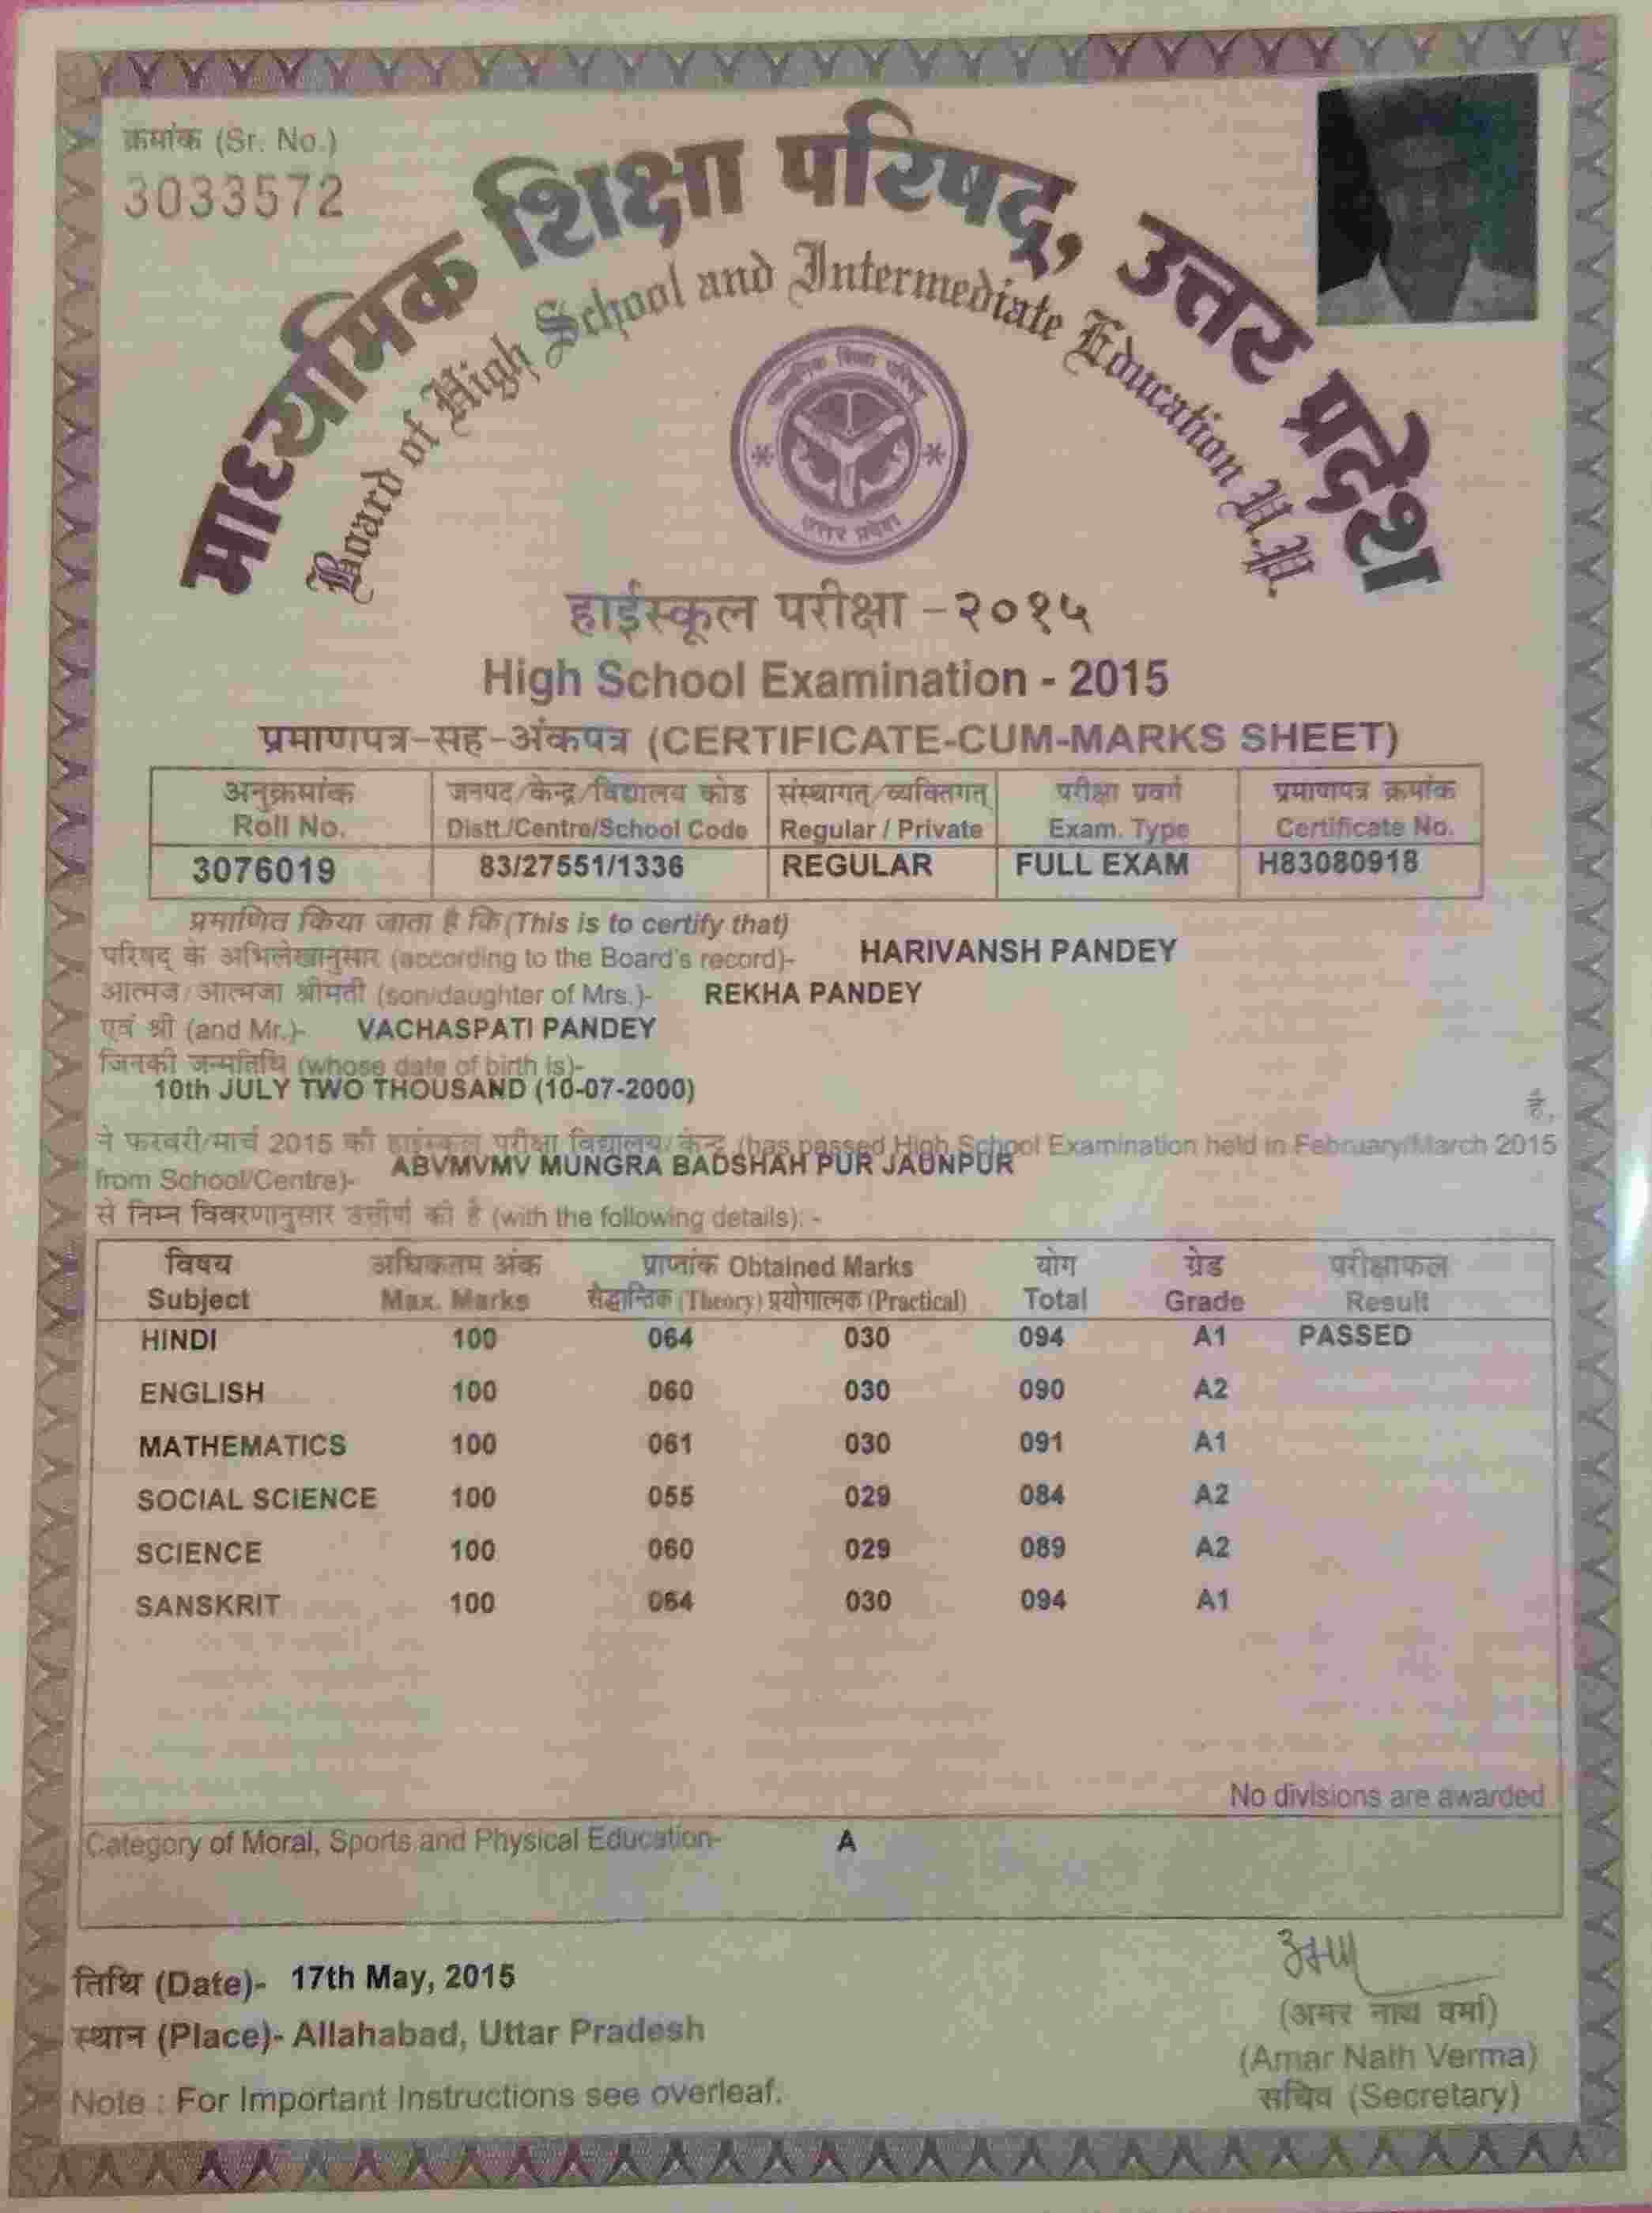 क्रमांक (Sr. No.)
3033572
माध्यमिक शिक्षा परिषद्, उत्तर प्रदेश
Board of High School and Intermediate Education U.P.
माध्यमिक शिक्षा परिषद्
उत्तर प्रदेश
हाईस्कूल परीक्षा -२०१५
High School Examination - 2015
प्रमाणपत्र-सह-अंकपत्र (CERTIFICATE-CUM-MARKS SHEET)
अनुक्रमांक जनपद/केन्द्र/विद्यालय कोड संस्थागत/व्यक्तिगत परीक्षा प्रवर्ग प्रमाणपत्र क्रमांक
Roll No. Distt./Centre/School Code Regular / Private Exam. Type Certificate No.
3076019 83/27551/1336 REGULAR FULL EXAM H83080918
प्रमाणित किया जाता है कि (This is to certify that)
परिषद् के अभिलेखानुसार (according to the Board's record)- HARIVANSH PANDEY
आत्मज/आत्मजा श्रीमती (son/daughter of Mrs.)- REKHA PANDEY
एवं श्री (and Mr.)- VACHASPATI PANDEY
जिनकी जन्मतिथि (whose date of birth is)-
10th JULY TWO THOUSAND (10-07-2000)
है,
ने फरवरी/मार्च 2015 की हाईस्कूल परीक्षा विद्यालय/केन्द्र (has passed High School Examination held in February/March 2015
from School/Centre)- ABVMVMV MUNGRA BADSHAH PUR JAUNPUR
से निम्न विवरणानुसार उत्तीर्ण की है (with the following details): -
विषय अधिकतम अंक प्राप्तांक Obtained Marks योग ग्रेड परीक्षाफल
Subject Max. Marks सैद्धान्तिक (Theory) प्रयोगात्मक (Practical) Total Grade Result
HINDI 100 064 030 094 A1 PASSED
ENGLISH 100 060 030 090 A2
MATHEMATICS 100 061 030 091 A1
SOCIAL SCIENCE 100 055 029 084 A2
SCIENCE 100 060 029 089 A2
SANSKRIT 100 064 030 094 A1
No divisions are awarded
Category of Moral, Sports and Physical Education- A
तिथि (Date)- 17th May, 2015
स्थान (Place)- Allahabad, Uttar Pradesh
(अमर नाथ वर्मा)
(Amar Nath Verma)
सचिव (Secretary)
Note : For Important Instructions see overleaf.